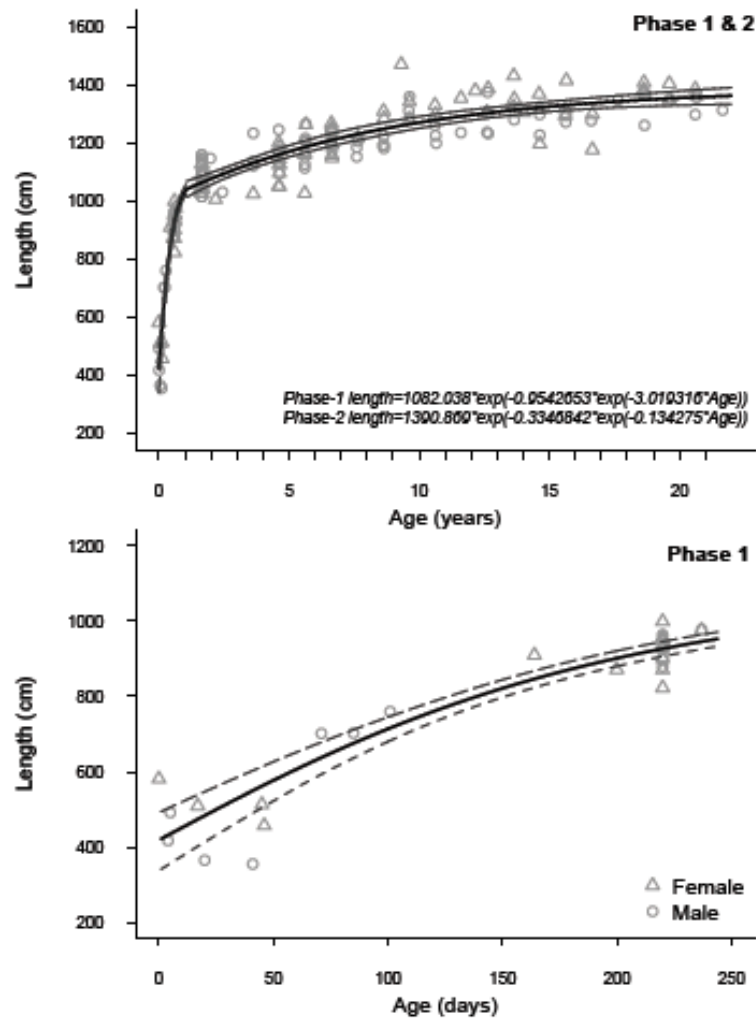 Phase 1 & 2
1600
1400
1200
1000
800
600
400
200
Length (cm)
Phase-1 length=1082.038*exp(-0.9542653*exp(-3.019316*Age))
Phase-2 length=1390.869*exp(-0.3346842*exp(-0.134275*Age))
0 5 10 15 20
Age (years)
Phase 1
1200
1000
800
600
400
200
Length (cm)
Female
Male
0 50 100 150 200 250
Age (days)